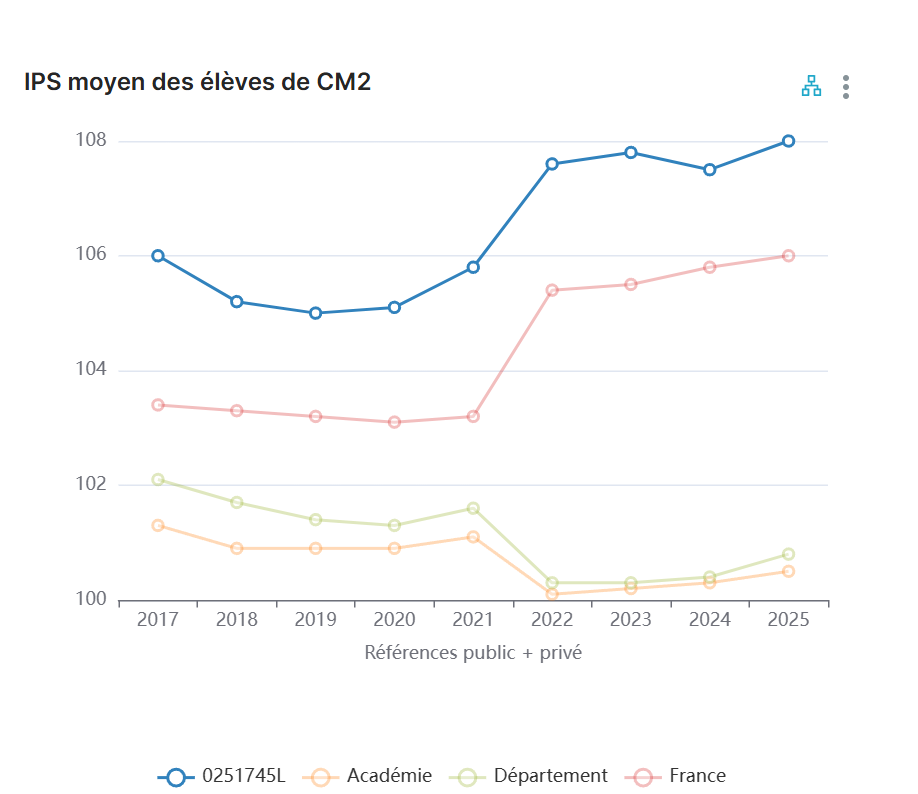 IPS moyen des élèves de CM2
108
106
104
102
100
2017 2018 2019 2020 2021 2022 2023 2024 2025
Références public + privé
0251745L Académie Département France